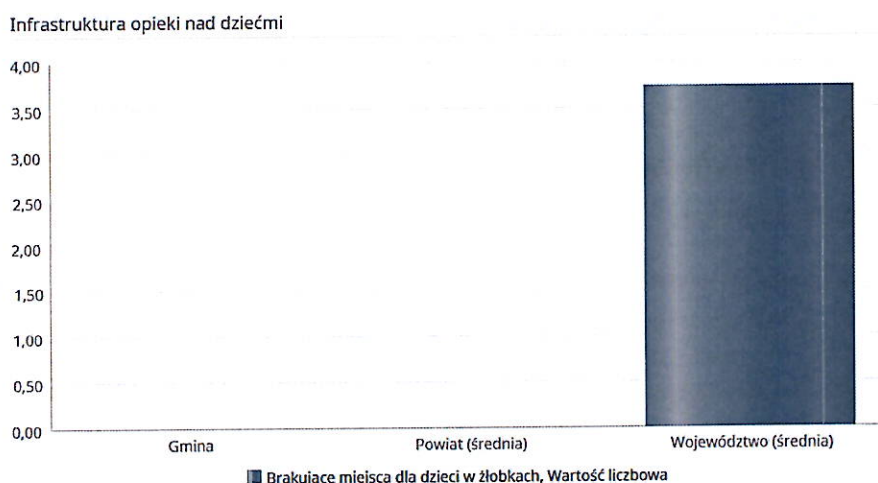 Infrastruktura opieki nad dziećmi
4,00
3,50
3,00
2,50
2,00
1,50
1,00
0,50
0,00
Gmina
Powiat (średnia)
Województwo (średnia)
Brakujące miejsca dla dzieci w żłobkach, Wartość liczbowa